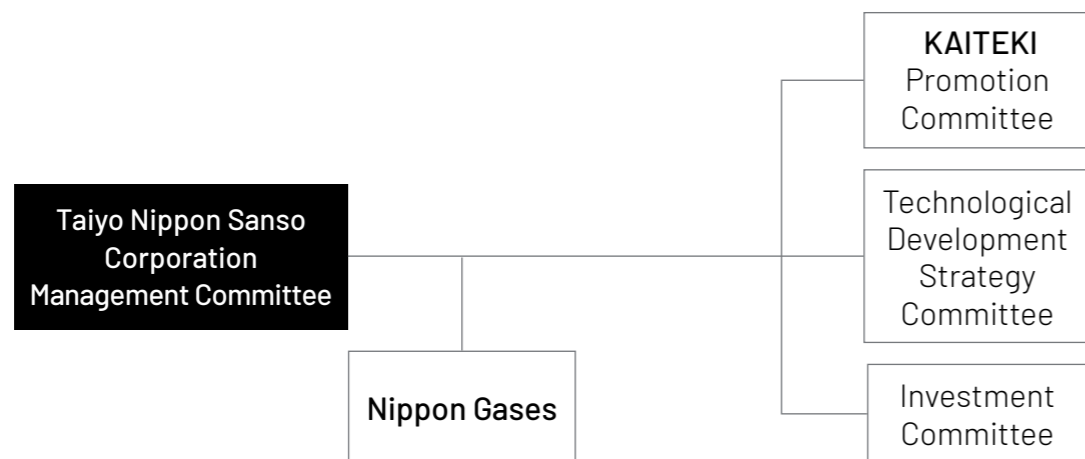 KAITEKI
Promotion
Committee
Taiyo Nippon Sanso
Corporation
Management Committee
Technological
Development
Strategy
Committee
Nippon Gases
Investment
Committee